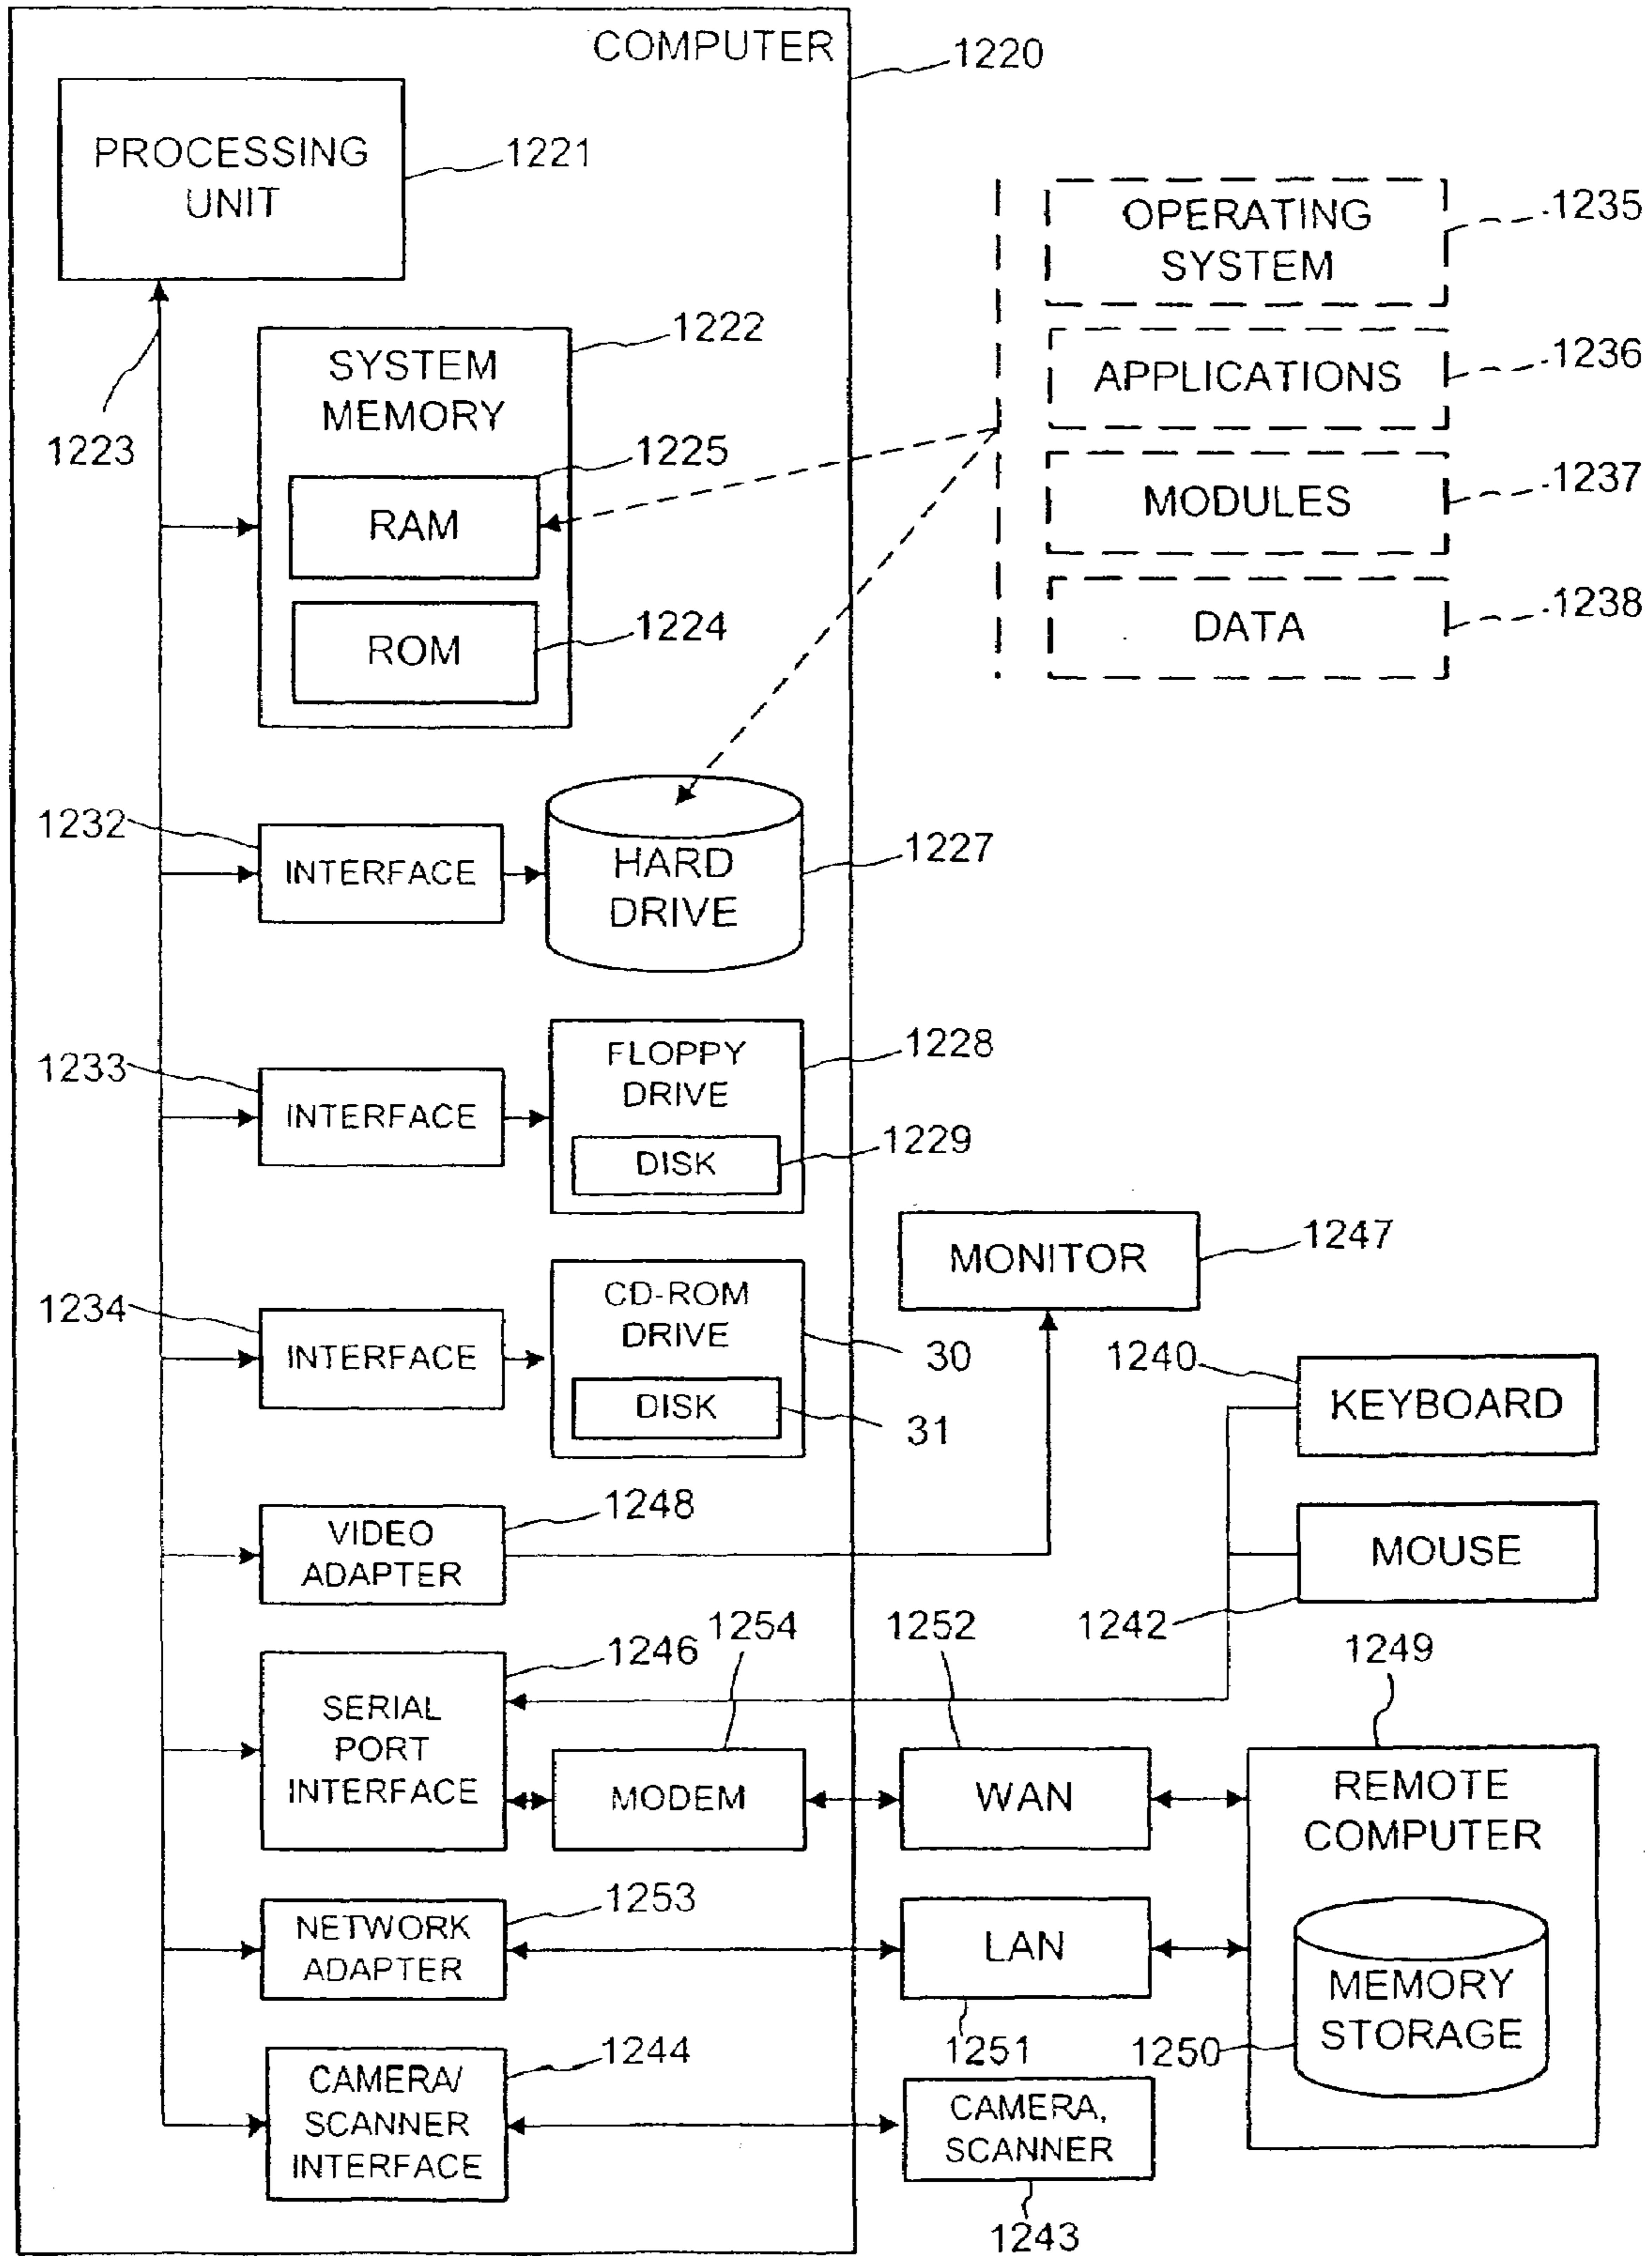 COMPUTER
1220
PROCESSING
UNIT
1221
1223
SYSTEM
MEMORY
1222
RAM
1225
ROM
1224
OPERATING
SYSTEM
1235
APPLICATIONS
1236
MODULES
1237
DATA
1238
1232
INTERFACE
HARD
DRIVE
1227
1233
INTERFACE
FLOPPY
DRIVE
1228
DISK
1229
1234
INTERFACE
CD-ROM
DRIVE
30
DISK
31
MONITOR
1247
1240
KEYBOARD
MOUSE
1242
VIDEO
ADAPTER
1248
SERIAL
PORT
INTERFACE
1246
MODEM
1254
WAN
1252
REMOTE
COMPUTER
1249
MEMORY
STORAGE
1250
NETWORK
ADAPTER
1253
LAN
1251
CAMERA/
SCANNER
INTERFACE
1244
CAMERA,
SCANNER
1243